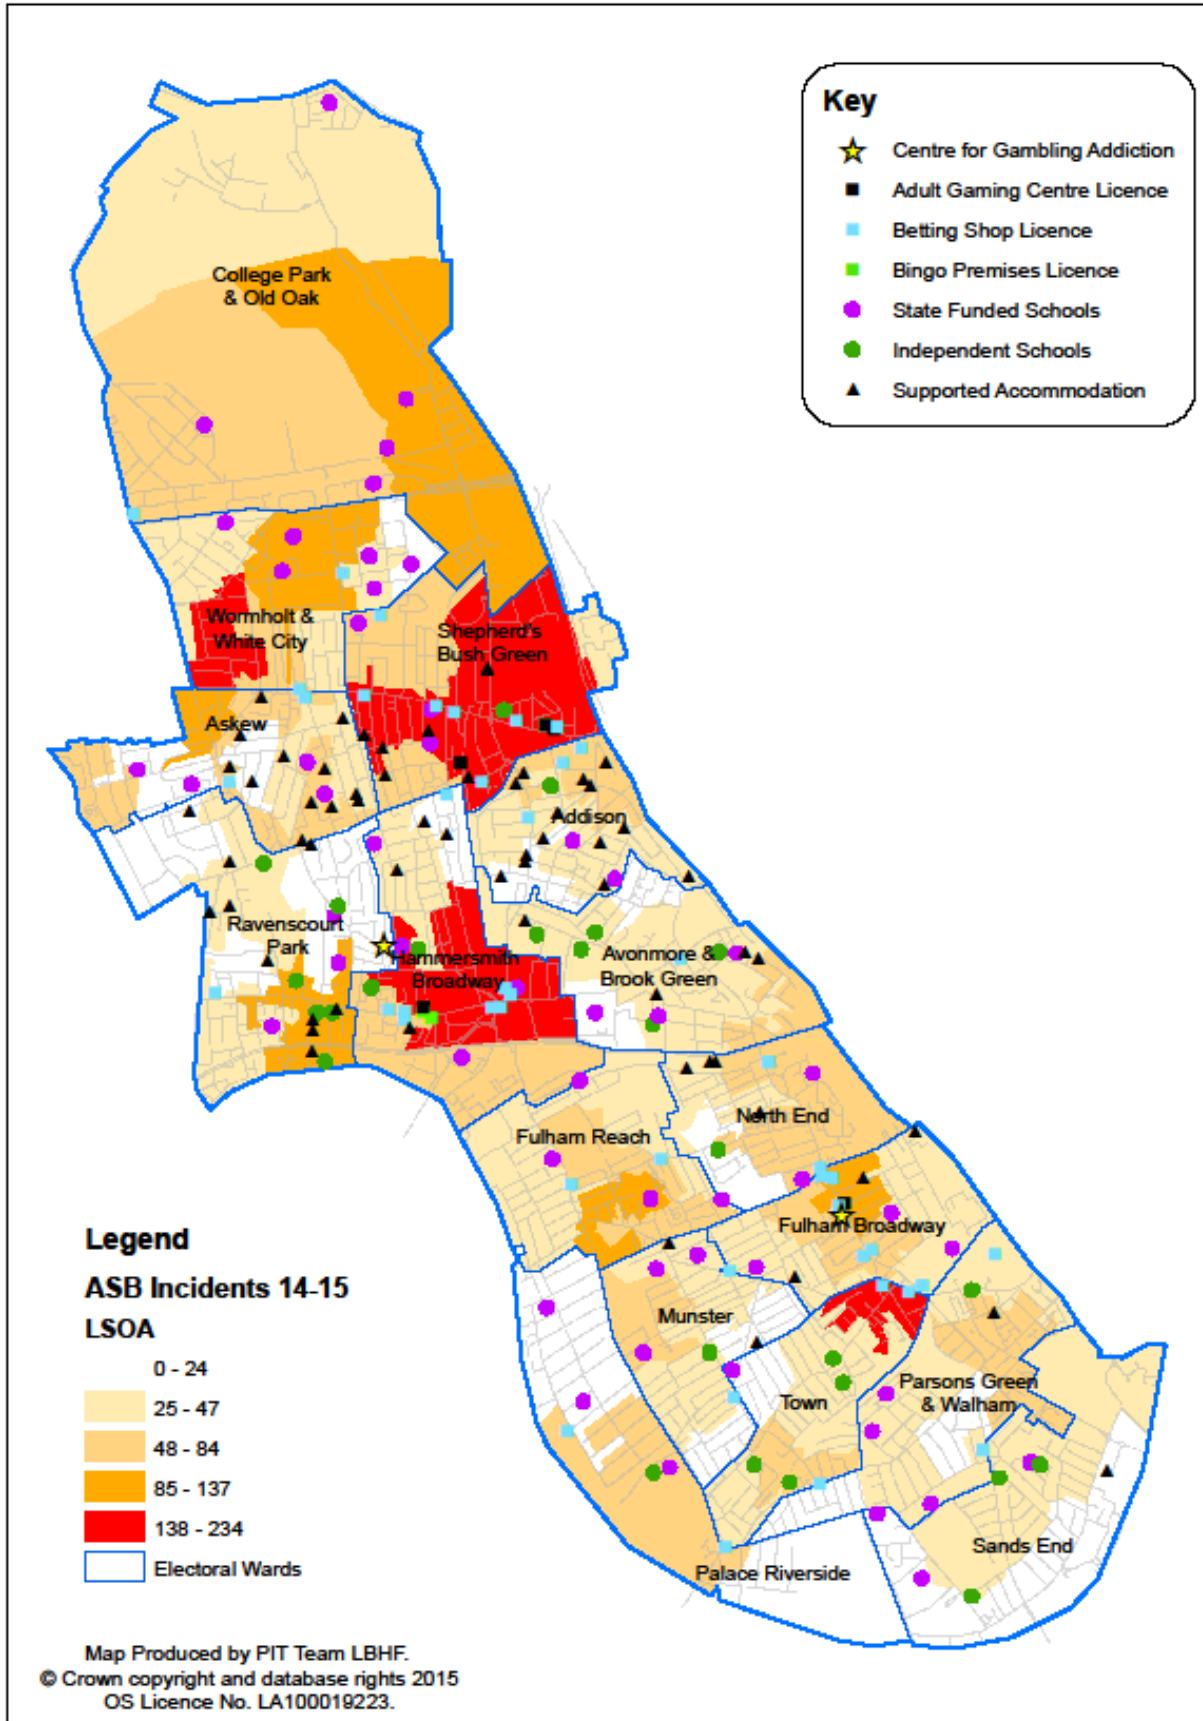 Key
Centre for Gambling Addiction
Adult Gaming Centre Licence
Betting Shop Licence
Bingo Premises Licence
State Funded Schools
Independent Schools
Supported Accommodation
College Park
& Old Oak
Wormholt &
White City
Shepherd's
Bush Green
Askew
Addison
Ravenscourt
Park
Hammersmith
Broadway
Avonmore &
Brook Green
North End
Fulham Reach
Fulham Broadway
Munster
Parsons Green
& Walham
Town
Sands End
Palace Riverside
Legend
ASB Incidents 14-15
LSOA
0 - 24
25 - 47
48 - 84
85 - 137
138 - 234
Electoral Wards
Map Produced by PIT Team LBHF.
© Crown copyright and database rights 2015
OS Licence No. LA100019223.